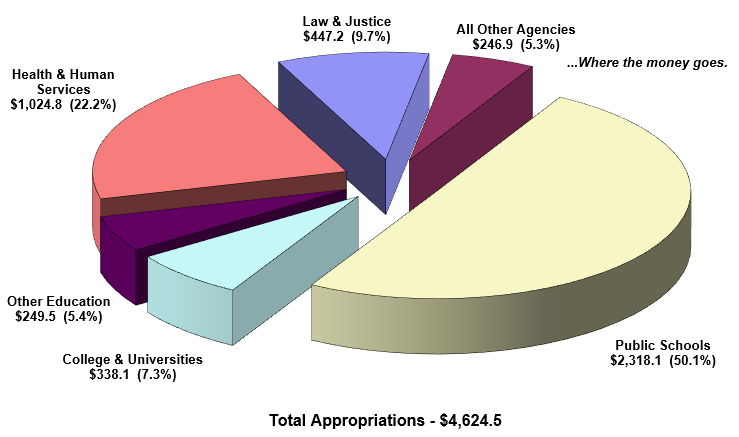 Law & Justice
$447.2 (9.7%)
All Other Agencies
$246.9 (5.3%)
...Where the money goes.
Health & Human
Services
$1,024.8 (22.2%)
Other Education
$249.5 (5.4%)
College & Universities
$338.1 (7.3%)
Public Schools
$2,318.1 (50.1%)
Total Appropriations - $4,624.5